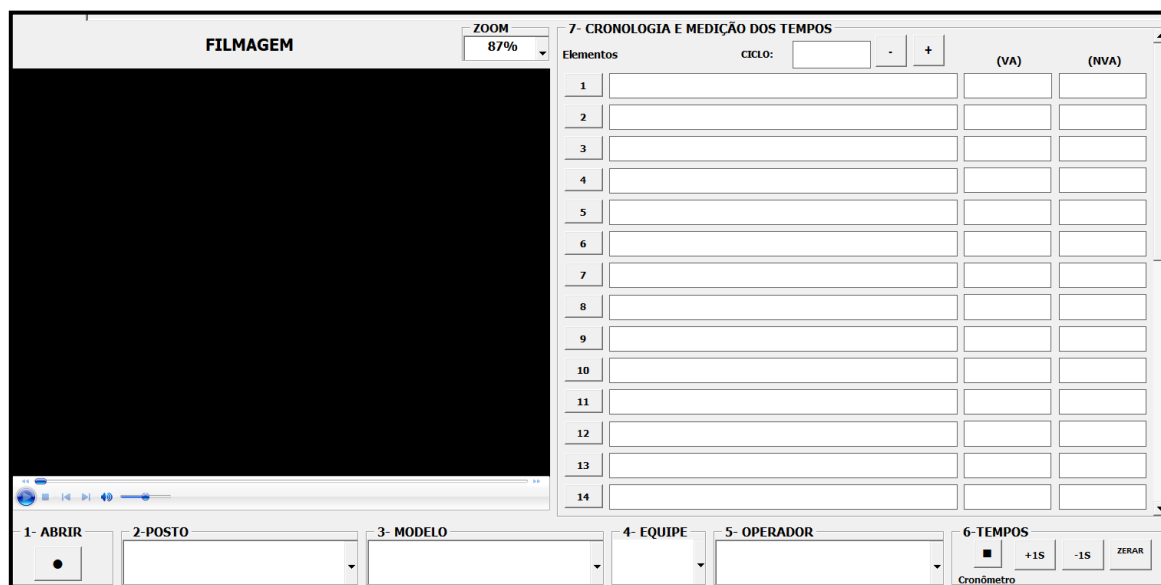 FILMAGEM
ZOOM
87%
7- CRONOLOGIA E MEDIÇÃO DOS TEMPOS
Elementos
CICLO:
-
+
(VA)
(NVA)
1
2
3
4
5
6
7
8
9
10
11
12
13
14
1- ABRIR
2-POSTO
3- MODELO
4- EQUIPE
5- OPERADOR
6-TEMPOS
+1S
-1S
ZERAR
Cronômetro